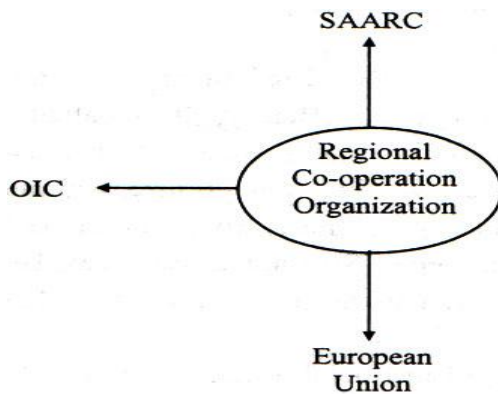 SAARC
Regional
Co-operation
Organization
OIC
European
Union